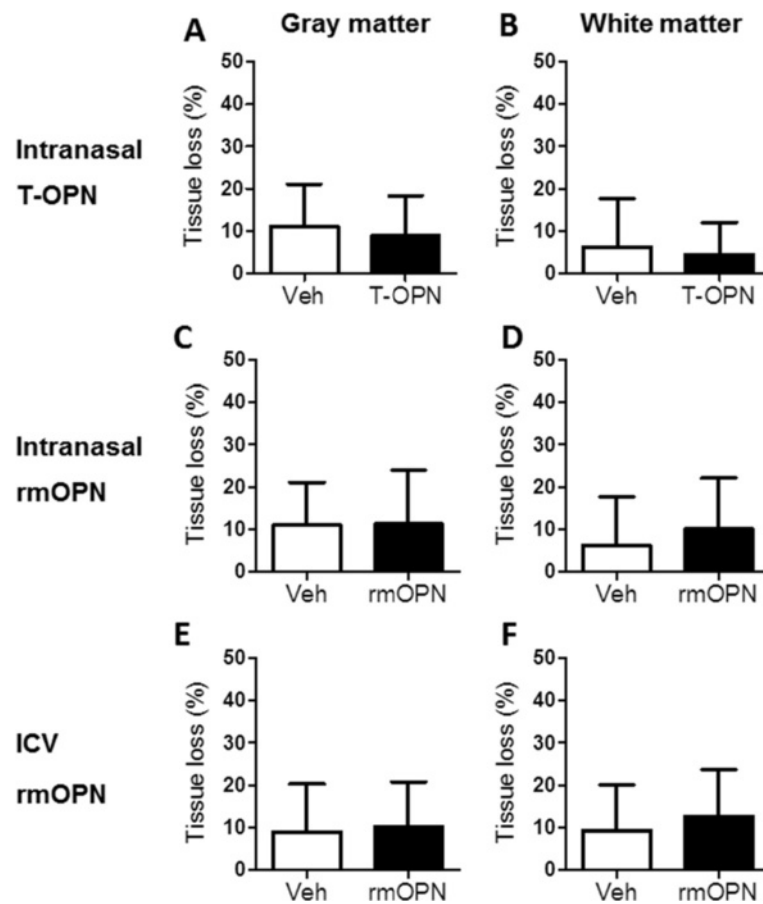 Gray matter
White matter
A
B
Intranasal
T-OPN
Tissue loss (%)
50
40
30
20
10
0
Veh
T-OPN
Tissue loss (%)
50
40
30
20
10
0
Veh
T-OPN
C
D
Intranasal
rmOPN
Tissue loss (%)
50
40
30
20
10
0
Veh
rmOPN
Tissue loss (%)
50
40
30
20
10
0
Veh
rmOPN
E
F
ICV
rmOPN
Tissue loss (%)
50
40
30
20
10
0
Veh
rmOPN
Tissue loss (%)
50
40
30
20
10
0
Veh
rmOPN